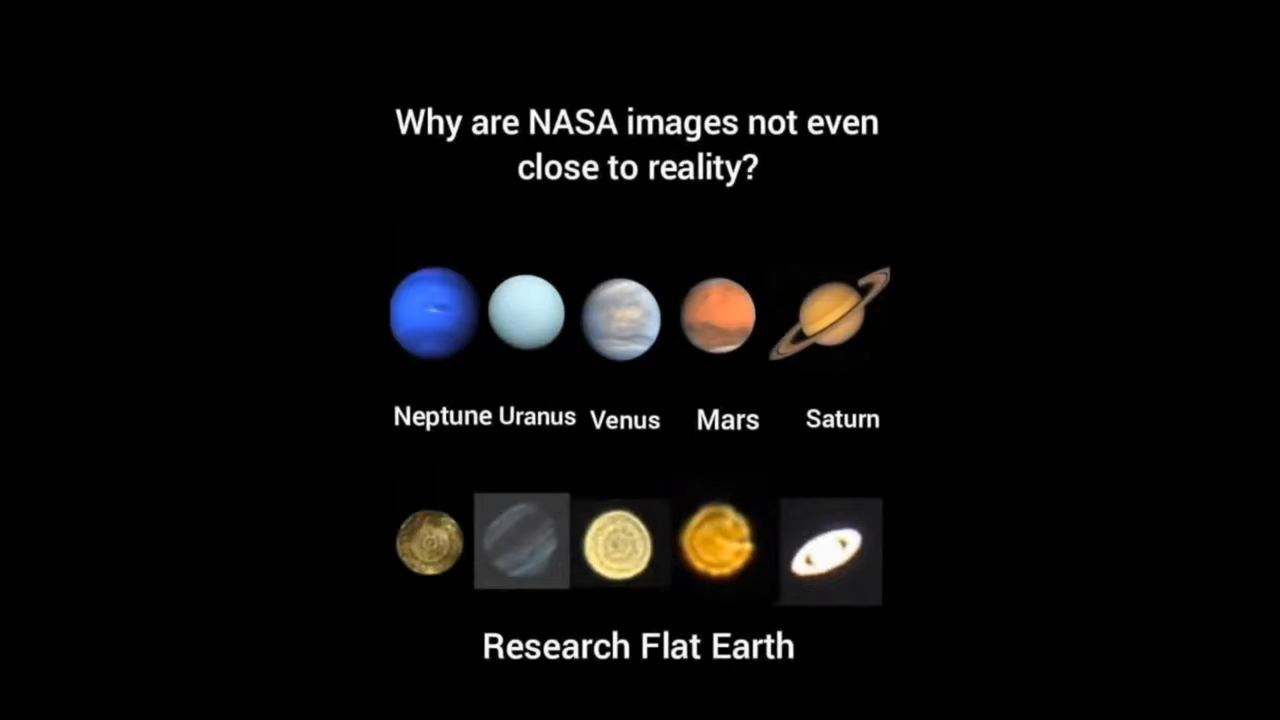 Why are NASA images not even
close to reality?
Neptune Uranus Venus Mars Saturn
Research Flat Earth